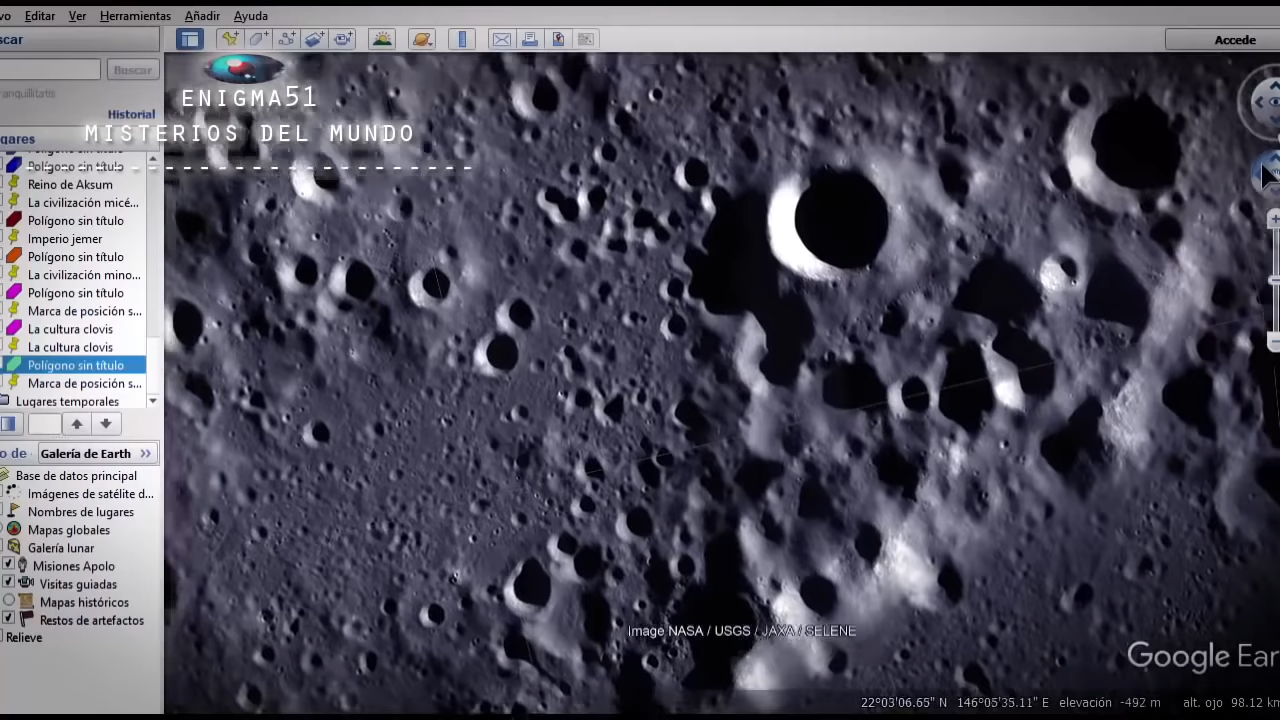 vo Editar Ver Herramientas Añadir Ayuda
scar
Accede
Buscar
anquillitatis
Historial
gares
ENIGMA51
MISTERIOS DEL MUNDO
Polígono sin título
Polígono sin título
Reino de Aksum
La civilización micé...
Polígono sin título
Imperio jemer
Polígono sin título
La civilización mino...
Polígono sin título
Marca de posición s...
La cultura clovis
La cultura clovis
Polígono sin título
Marca de posición s...
Lugares temporales
o de
Galería de Earth »
Base de datos principal
Imágenes de satélite d...
Nombres de lugares
Mapas globales
Galería lunar
Misiones Apolo
Visitas guiadas
Mapas históricos
Restos de artefactos
Relieve
Image NASA / USGS / JAXA / SELENE
Google Ear
22°03'06.65" N 146°05'35.11" E elevación -492 m alt. ojo 98.12 km